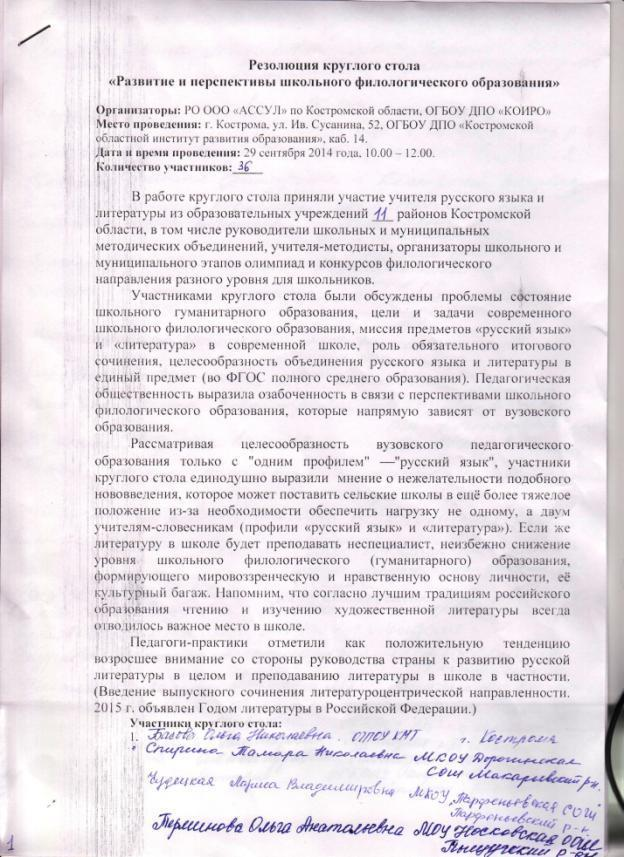 Резолюция круглого стола
«Развитие и перспективы школьного филологического образования»
Организаторы: РО ООО «АССУЛ» по Костромской области, ОГБОУ ДПО «КОИРО»
Место проведения: г. Кострома, ул. Ив. Сусанина, 52, ОГБОУ ДПО «Костромской
областной институт развития образования», каб. 14.
Дата и время проведения: 29 сентября 2014 года, 10.00 – 12.00.
Количество участников: 36
В работе круглого стола приняли участие учителя русского языка и
литературы из образовательных учреждений 11 районов Костромской
области, в том числе руководители школьных и муниципальных
методических объединений, учителя-методисты, организаторы школьного и
муниципального этапов олимпиад и конкурсов филологического
направления разного уровня для школьников.
Участниками круглого стола были обсуждены проблемы состояние
школьного гуманитарного образования, цели и задачи современного
школьного филологического образования, миссия предметов «русский язык»
и «литература» в современной школе, роль обязательного итогового
сочинения, целесообразность объединения русского языка и литературы в
единый предмет (во ФГОС полного среднего образования). Педагогическая
общественность выразила озабоченность в связи с перспективами школьного
филологического образования, которые напрямую зависят от вузовского
образования.
Рассматривая целесообразность вузовского педагогического
образования только с "одним профилем" —"русский язык", участники
круглого стола единодушно выразили мнение о нежелательности подобного
нововведения, которое может поставить сельские школы в ещё более тяжелое
положение из-за необходимости обеспечить нагрузку не одному, а двум
учителям-словесникам (профили «русский язык» и «литература»). Если же
литературу в школе будет преподавать неспециалист, неизбежно снижение
уровня школьного филологического (гуманитарного) образования,
формирующего мировоззренческую и нравственную основу личности, её
культурный багаж. Напомним, что согласно лучшим традициям российского
образования чтению и изучению художественной литературы всегда
отводилось важное место в школе.
Педагоги-практики отметили как положительную тенденцию
возросшее внимание со стороны руководства страны к развитию русской
литературы в целом и преподаванию литературы в школе в частности.
(Введение выпускного сочинения литературоцентрической направленности.
2015 г. объявлен Годом литературы в Российской Федерации.)
Участники круглого стола:
1. Ольга Николаевна. г. Кострома
Спирина Тамара Николаевна МКОУ
СОШ Макарьевский р-н.
Чудецкая Лариса Владимировна МКОУ "Парфеньевская СОШ"
Парфеньевский р-н
Терминова Ольга Анатольевна МОУ Носковская ООШ
Пыщугский р-он
1